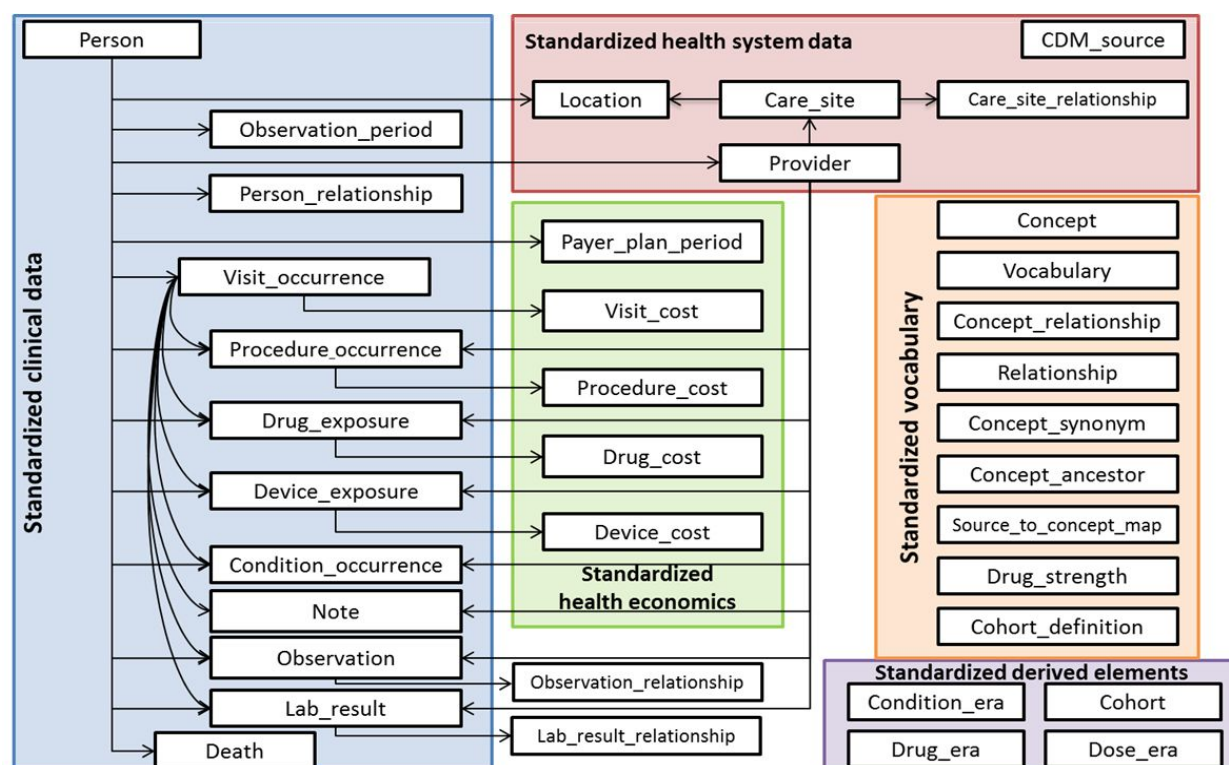 Person
Standardized health system data
CDM_source
Location
Care_site
Care_site_relationship
Observation_period
Provider
Person_relationship
Standardized clinical data
Payer_plan_period
Visit_occurrence
Visit_cost
Procedure_occurrence
Procedure_cost
Drug_exposure
Drug_cost
Device_exposure
Device_cost
Condition_occurrence
Standardized
health economics
Note
Observation
Observation_relationship
Lab_result
Lab_result_relationship
Death
Standardized vocabulary
Concept
Vocabulary
Concept_relationship
Relationship
Concept_synonym
Concept_ancestor
Source_to_concept_map
Drug_strength
Cohort_definition
Standardized derived elements
Condition_era
Cohort
Drug_era
Dose_era